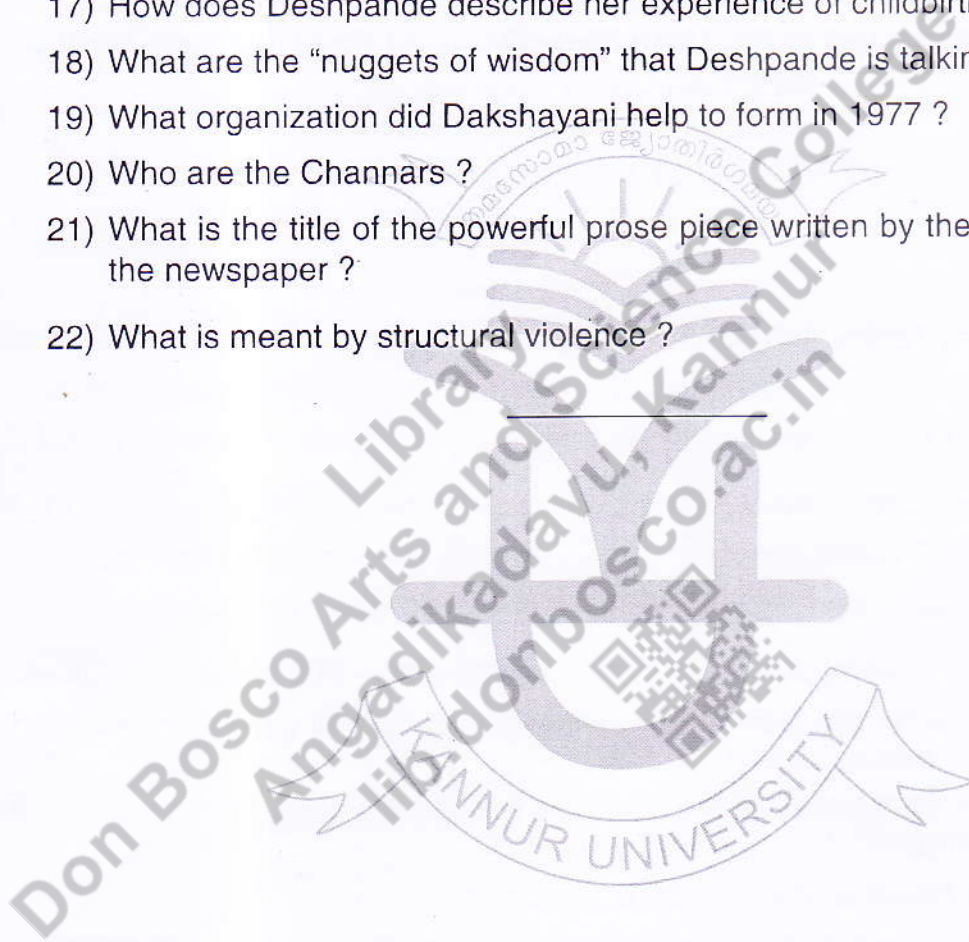 17) How does Deshpande describe her experience of childbirth
18) What are the "nuggets of wisdom" that Deshpande is
19) What organization did Dakshayani help to form in 1977 ?
20) Who are the Channars ?
21) What is the title of the powerful prose piece written by the
the newspaper ?
22) What is meant by structural violence ?
തമസോമാ ജ്യോതിർഗമയ
Library
Don Bosco Arts and Science College
Angadikadavu, Kannur
lib.donbosco.ac.in
KANNUR UNIVERSITY